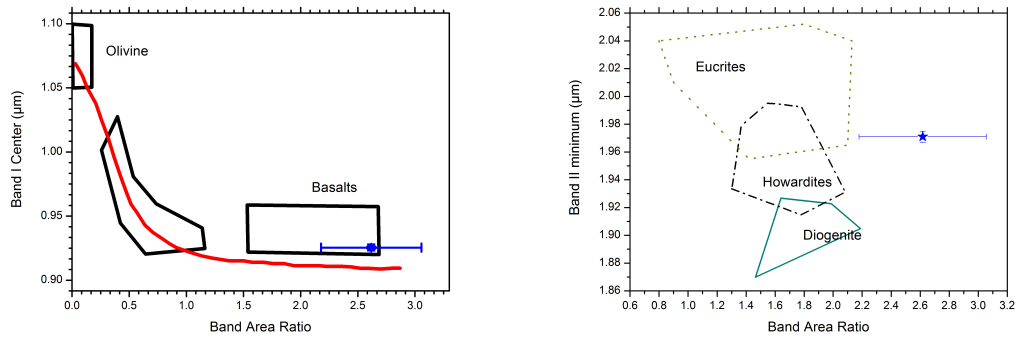 1.10
1.05
1.00
0.95
0.90
Band I Center (μm)
Olivine
Basalts
0.0 0.5 1.0 1.5 2.0 2.5 3.0
Band Area Ratio
2.06
2.04
2.02
2.00
1.98
1.96
1.94
1.92
1.90
1.88
1.86
Band II minimum (μm)
Eucrites
Howardites
Diogenite
0.6 0.8 1.0 1.2 1.4 1.6 1.8 2.0 2.2 2.4 2.6 2.8 3.0 3.2
Band Area Ratio